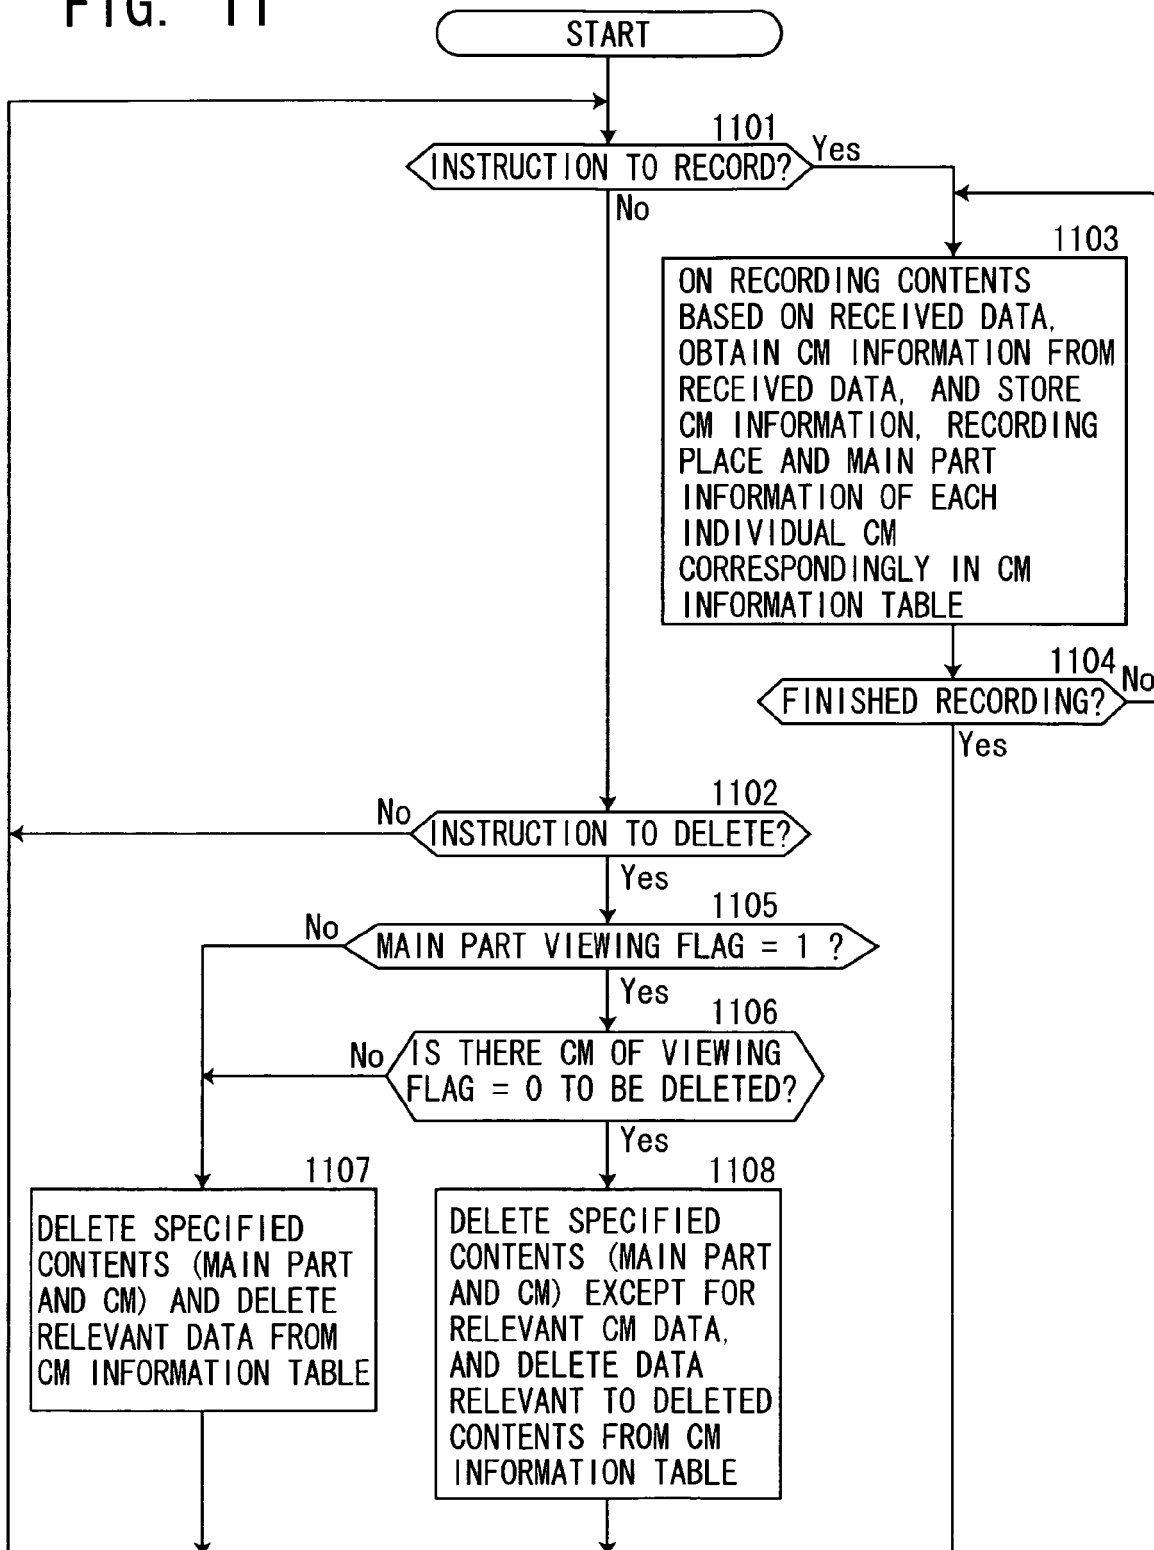 FIG. 11
START
1101
INSTRUCTION TO RECORD?
Yes
No
1103
ON RECORDING CONTENTS
BASED ON RECEIVED DATA,
OBTAIN CM INFORMATION FROM
RECEIVED DATA, AND STORE
CM INFORMATION, RECORDING
PLACE AND MAIN PART
INFORMATION OF EACH
INDIVIDUAL CM
CORRESPONDINGLY IN CM
INFORMATION TABLE
1104
FINISHED RECORDING?
No
Yes
1102
No
INSTRUCTION TO DELETE?
Yes
1105
No
MAIN PART VIEWING FLAG = 1 ?
Yes
1106
No
IS THERE CM OF VIEWING
FLAG = 0 TO BE DELETED?
Yes
1107
DELETE SPECIFIED
CONTENTS (MAIN PART
AND CM) AND DELETE
RELEVANT DATA FROM
CM INFORMATION TABLE
1108
DELETE SPECIFIED
CONTENTS (MAIN PART
AND CM) EXCEPT FOR
RELEVANT CM DATA,
AND DELETE DATA
RELEVANT TO DELETED
CONTENTS FROM CM
INFORMATION TABLE